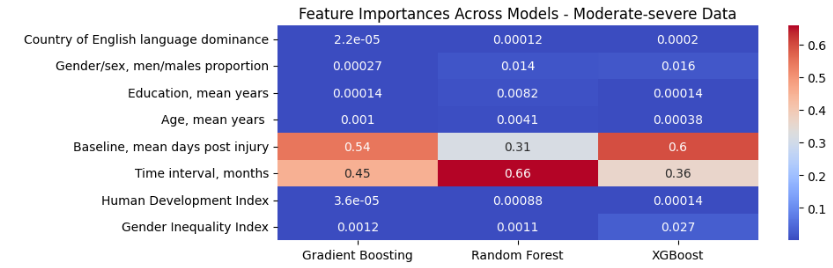 Feature Importances Across Models - Moderate-severe Data
Country of English language dominance 2.2e-05 0.00012 0.0002
Gender/sex, men/males proportion 0.00027 0.014 0.016
Education, mean years 0.00014 0.0082 0.00014
Age, mean years 0.001 0.0041 0.00038
Baseline, mean days post injury 0.54 0.31 0.6
Time interval, months 0.45 0.66 0.36
Human Development Index 3.6e-05 0.00088 0.00014
Gender Inequality Index 0.0012 0.0011 0.027
Gradient Boosting Random Forest XGBoost
0.6
0.5
0.4
0.3
0.2
0.1